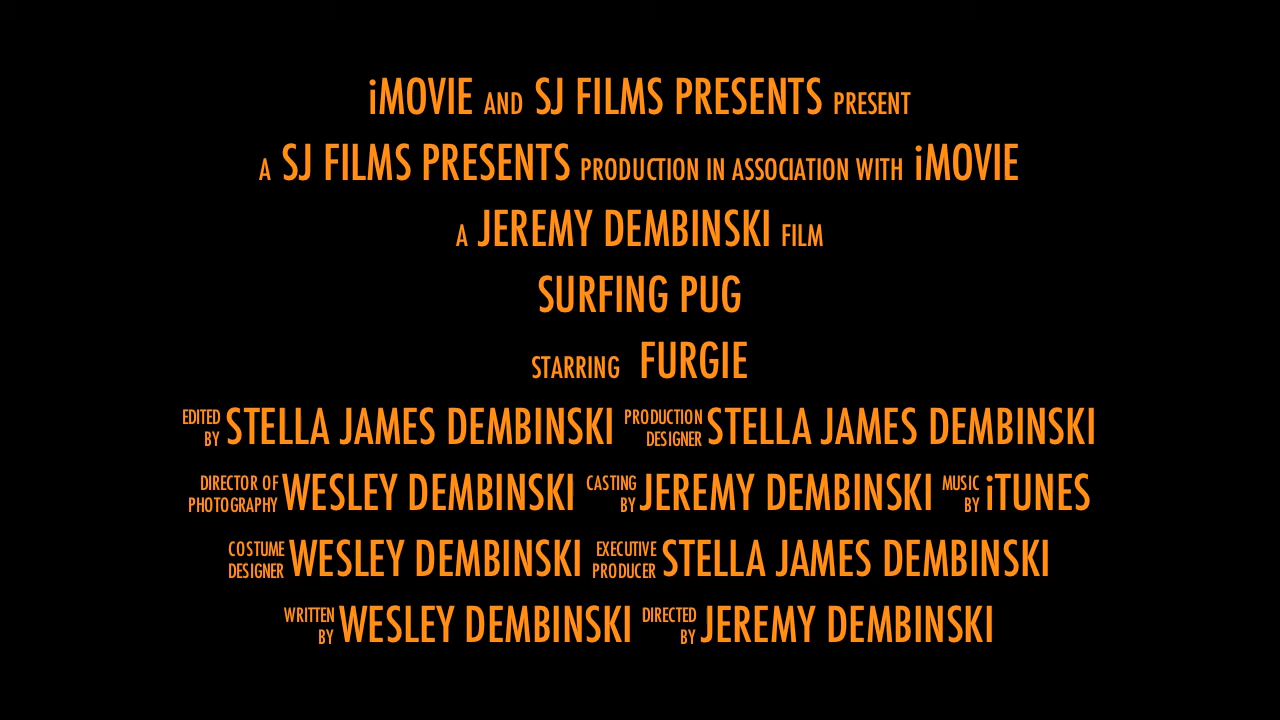 iMOVIE AND SJ FILMS PRESENTS PRESENT
A SJ FILMS PRESENTS PRODUCTION IN ASSOCIATION WITH iMOVIE
A JEREMY DEMBINSKI FILM
SURFING PUG
STARRING FURGIE
EDITED BY STELLA JAMES DEMBINSKI PRODUCTION DESIGNER STELLA JAMES DEMBINSKI
DIRECTOR OF PHOTOGRAPHY WESLEY DEMBINSKI CASTING BY JEREMY DEMBINSKI MUSIC BY iTUNES
COSTUME DESIGNER WESLEY DEMBINSKI EXECUTIVE PRODUCER STELLA JAMES DEMBINSKI
WRITTEN BY WESLEY DEMBINSKI DIRECTED BY JEREMY DEMBINSKI